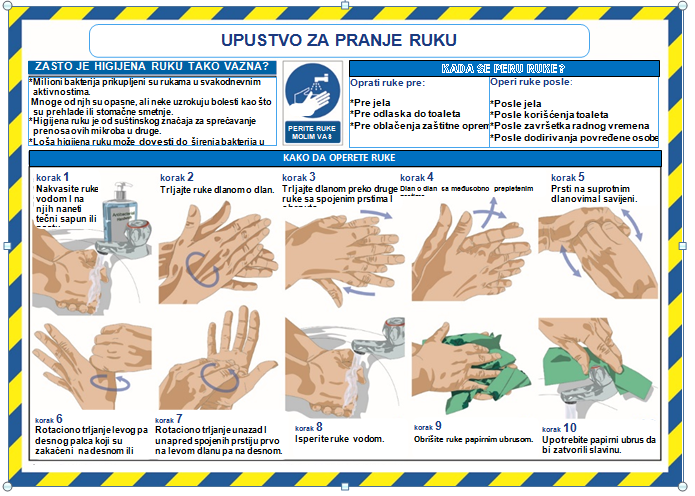 UPUSTVO ZA PRANJE RUKU
ZASTO JE HIGIJENA RUKU TAKO VAZNA?
*Milioni bakterija prikupljeni su rukama u svakodnevnim
aktivnostima.
Mnoge od njh su opasne, ali neke uzrokuju bolesti kao što
su prehlade ili stomačne smetnje.
*Higijena ruku je od suštinskog značaja za sprečavanje
prenosa ovih mikroba u druge.
*Loša higijena ruku može dovesti do širenja bakterija u
PERITE RUKE
MOLIM VA8
KADA SE PERU RUKE?
Oprati ruke pre:
*Pre jela
*Pre odlaska do toaleta
*Pre oblačenja zaštitne oprem
Operi ruke posle:
*Posle jela
*Posle korišćenja toaleta
*Posle završetka radnog vremena
*Posle dodirivanja povređene osobe
KAKO DA OPERETE RUKE
korak 1
Nakvasite ruke
vodom I na
njih naneti
tečni sapun ili
korak 2
Trljajte ruke dlanom o dlan.
korak 3
Trljajte dlanom preko druge
ruke sa spojenim prstima I
korak 4
Dlan o dlan sa međusobno prepletenim
korak 5
Prsti na suprotnim
dlanovima I savijeni.
korak 6
Rotaciono trljanje levog pa
desnog palca koji su
zakačeni na desnom ili
korak 7
Rotaciono trljanje unazad I
unapred spojenih prstiju prvo
na levom dlanu pa na desnom.
korak 8
Isperite ruke vodom.
korak 9
Obrišite ruke papirnim ubrusom.
korak 10
Upotrebite papirni ubrus da
bi zatvorili slavinu.